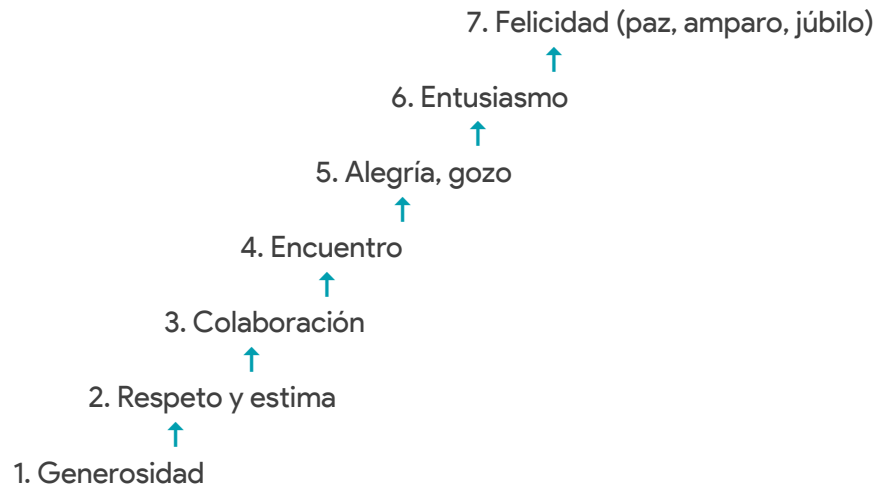 7. Felicidad (paz, amparo, júbilo)
6. Entusiasmo
5. Alegría, gozo
4. Encuentro
3. Colaboración
2. Respeto y estima
1. Generosidad